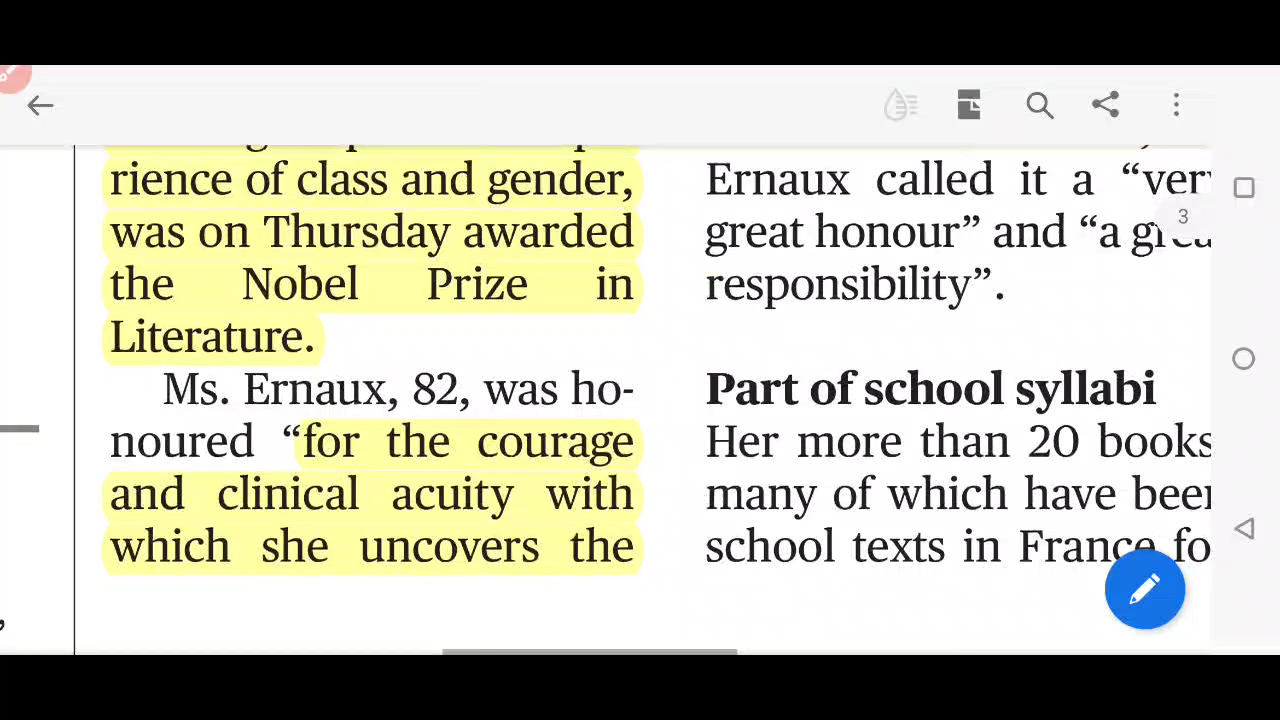 rience of class and gender,
was on Thursday awarded
the Nobel Prize in
Literature.
Ms. Ernaux, 82, was ho-
noured “for the courage
and clinical acuity with
which she uncovers the
Ernaux called it a “very
great honour” and “a
responsibility”.
Part of school syllabi
Her more than 20 books
many of which have been
school texts in France fo
3